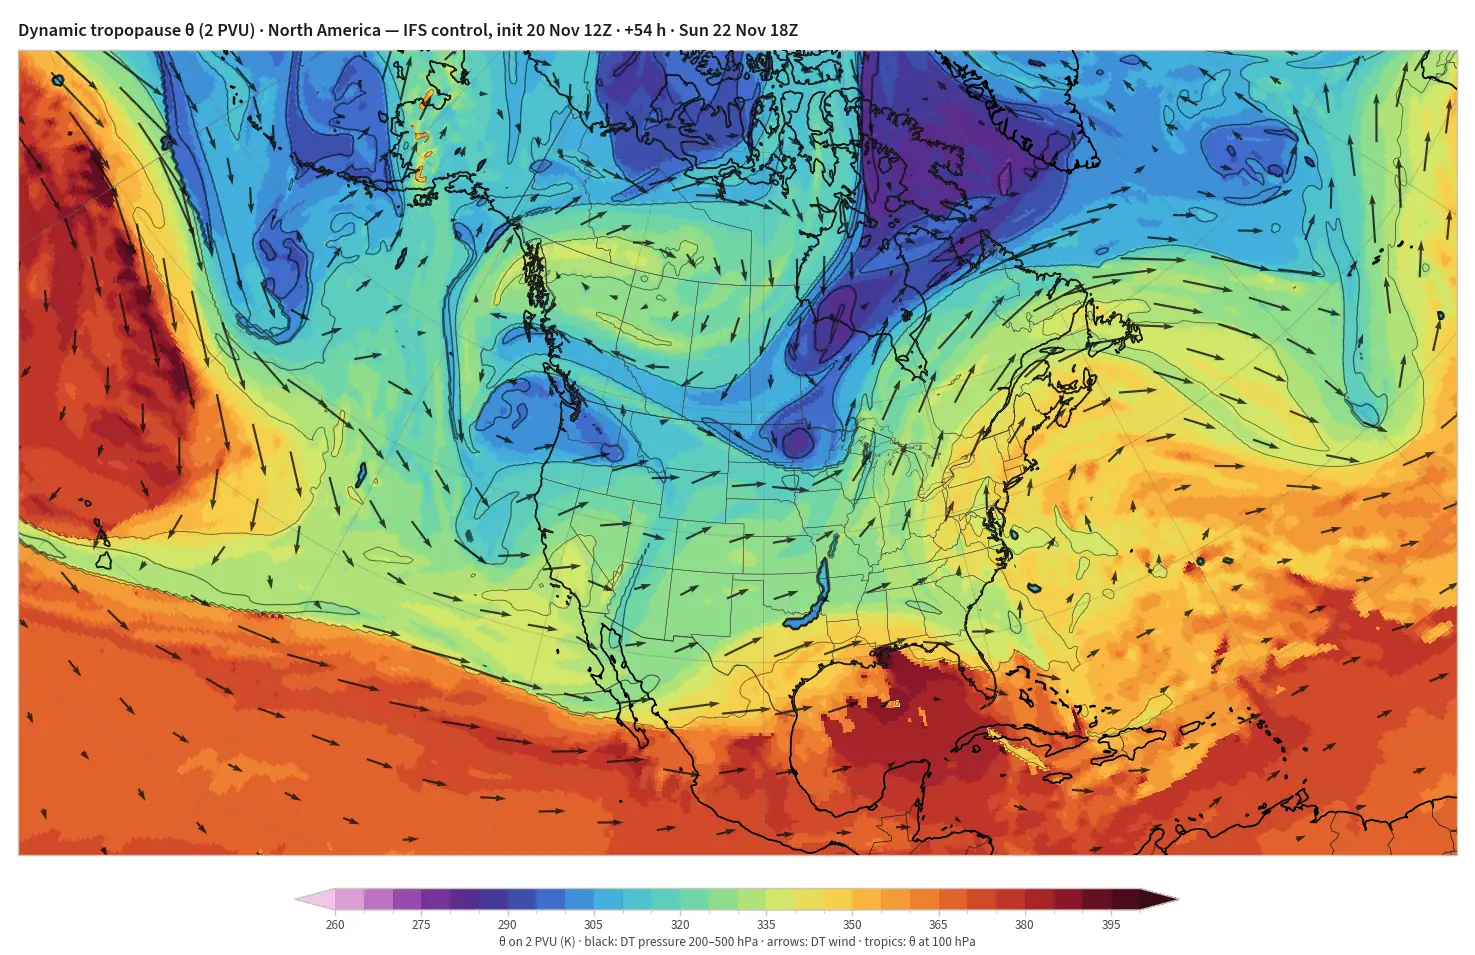 Dynamic tropopause θ (2 PVU) · North America — IFS control, init 20 Nov 12Z · +54 h · Sun 22 Nov 18Z
260 275 290 305 320 335 350 365 380 395
θ on 2 PVU (K) · black: DT pressure 200–500 hPa · arrows: DT wind · tropics: θ at 100 hPa